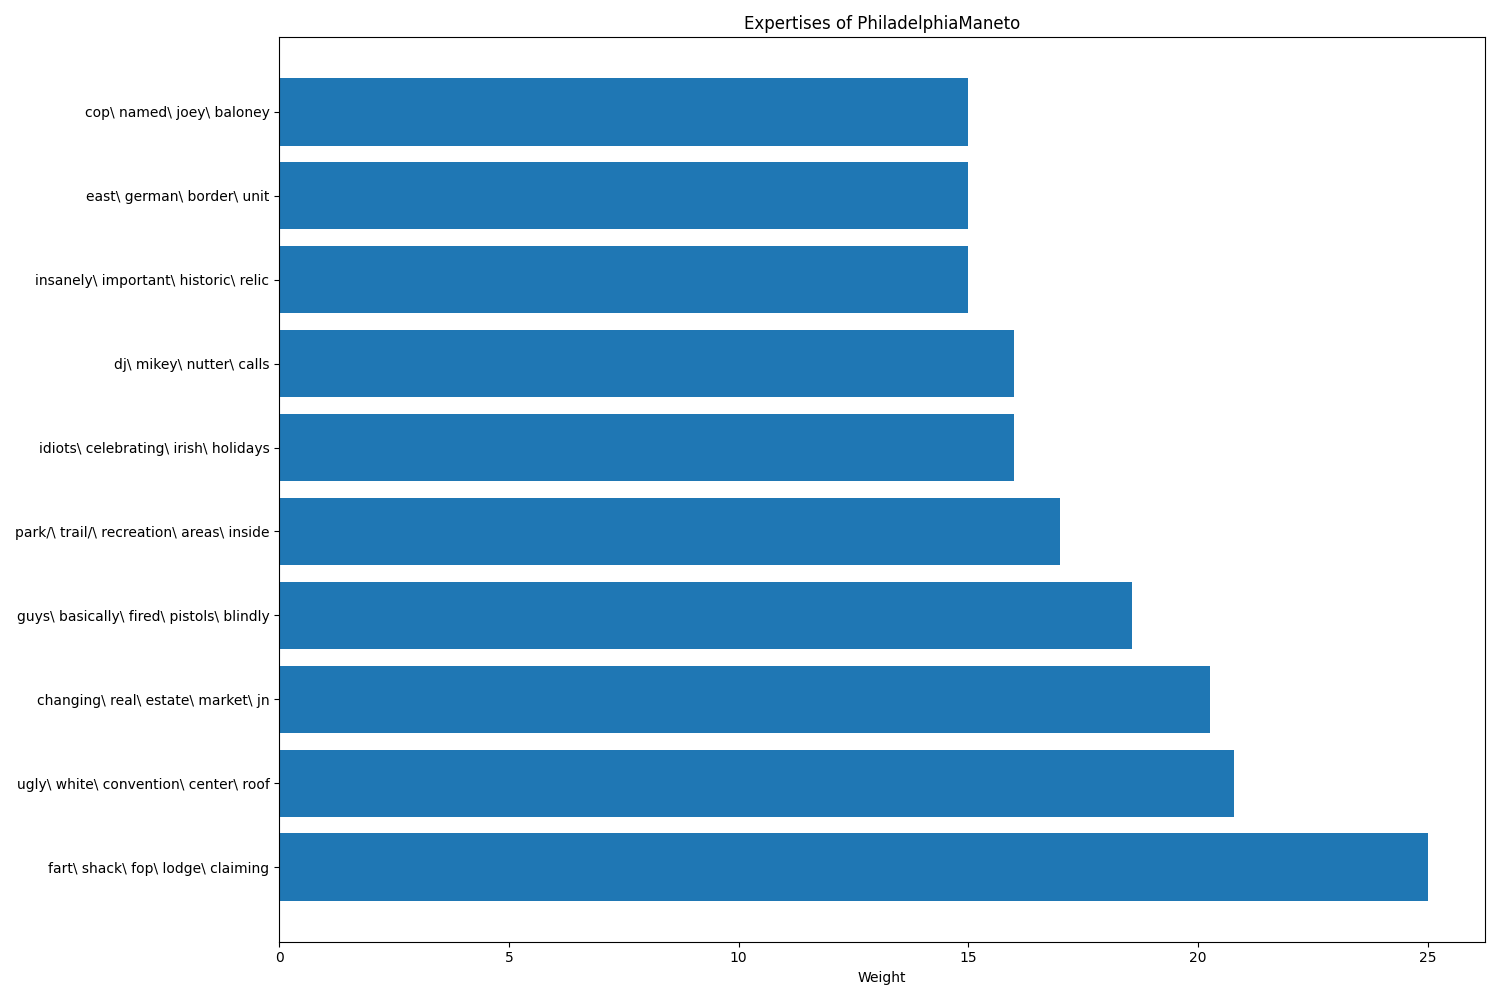 Expertises of PhiladelphiaManeto
cop\ named\ joey\ baloney
east\ german\ border\ unit
insanely\ important\ historic\ relic
dj\ mikey\ nutter\ calls
idiots\ celebrating\ irish\ holidays
park/\ trail/\ recreation\ areas\ inside
guys\ basically\ fired\ pistols\ blindly
changing\ real\ estate\ market\ jn
ugly\ white\ convention\ center\ roof
fart\ shack\ fop\ lodge\ claiming
0 5 10 15 20 25
Weight